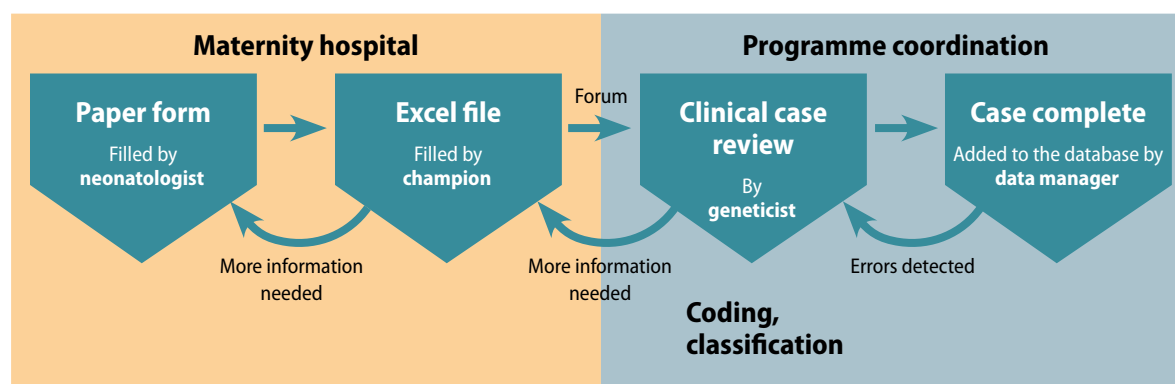 Maternity hospital
Programme coordination
Paper form
Filled by
neonatologist
Excel file
Filled by
champion
Forum
Clinical case
review
By
geneticist
Case complete
Added to the database by
data manager
More information
needed
More information
needed
Errors detected
Coding,
classification